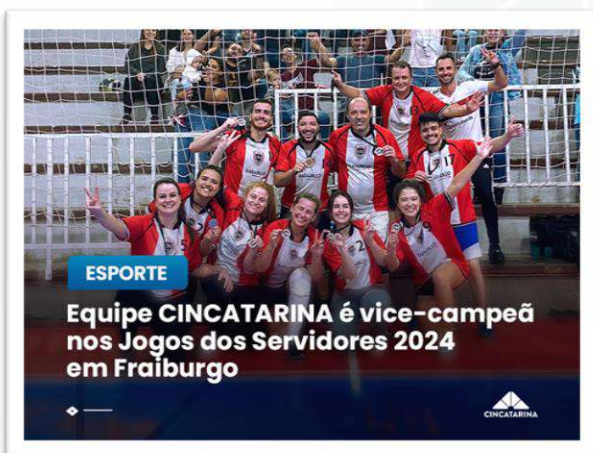 ESPORTE
Equipe CINCATARINA é vice-campeã
nos Jogos dos Servidores 2024
em Fraiburgo
CINCATARINA